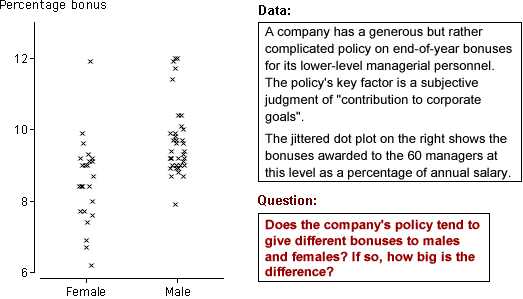 Percentage bonus
12
10
8
6
Female Male
Data:
A company has a generous but rather
complicated policy on end-of-year bonuses
for its lower-level managerial personnel.
The policy's key factor is a subjective
judgment of "contribution to corporate
goals".
The jittered dot plot on the right shows the
bonuses awarded to the 60 managers at
this level as a percentage of annual salary.
Question:
Does the company's policy tend to
give different bonuses to males
and females? If so, how big is the
difference?